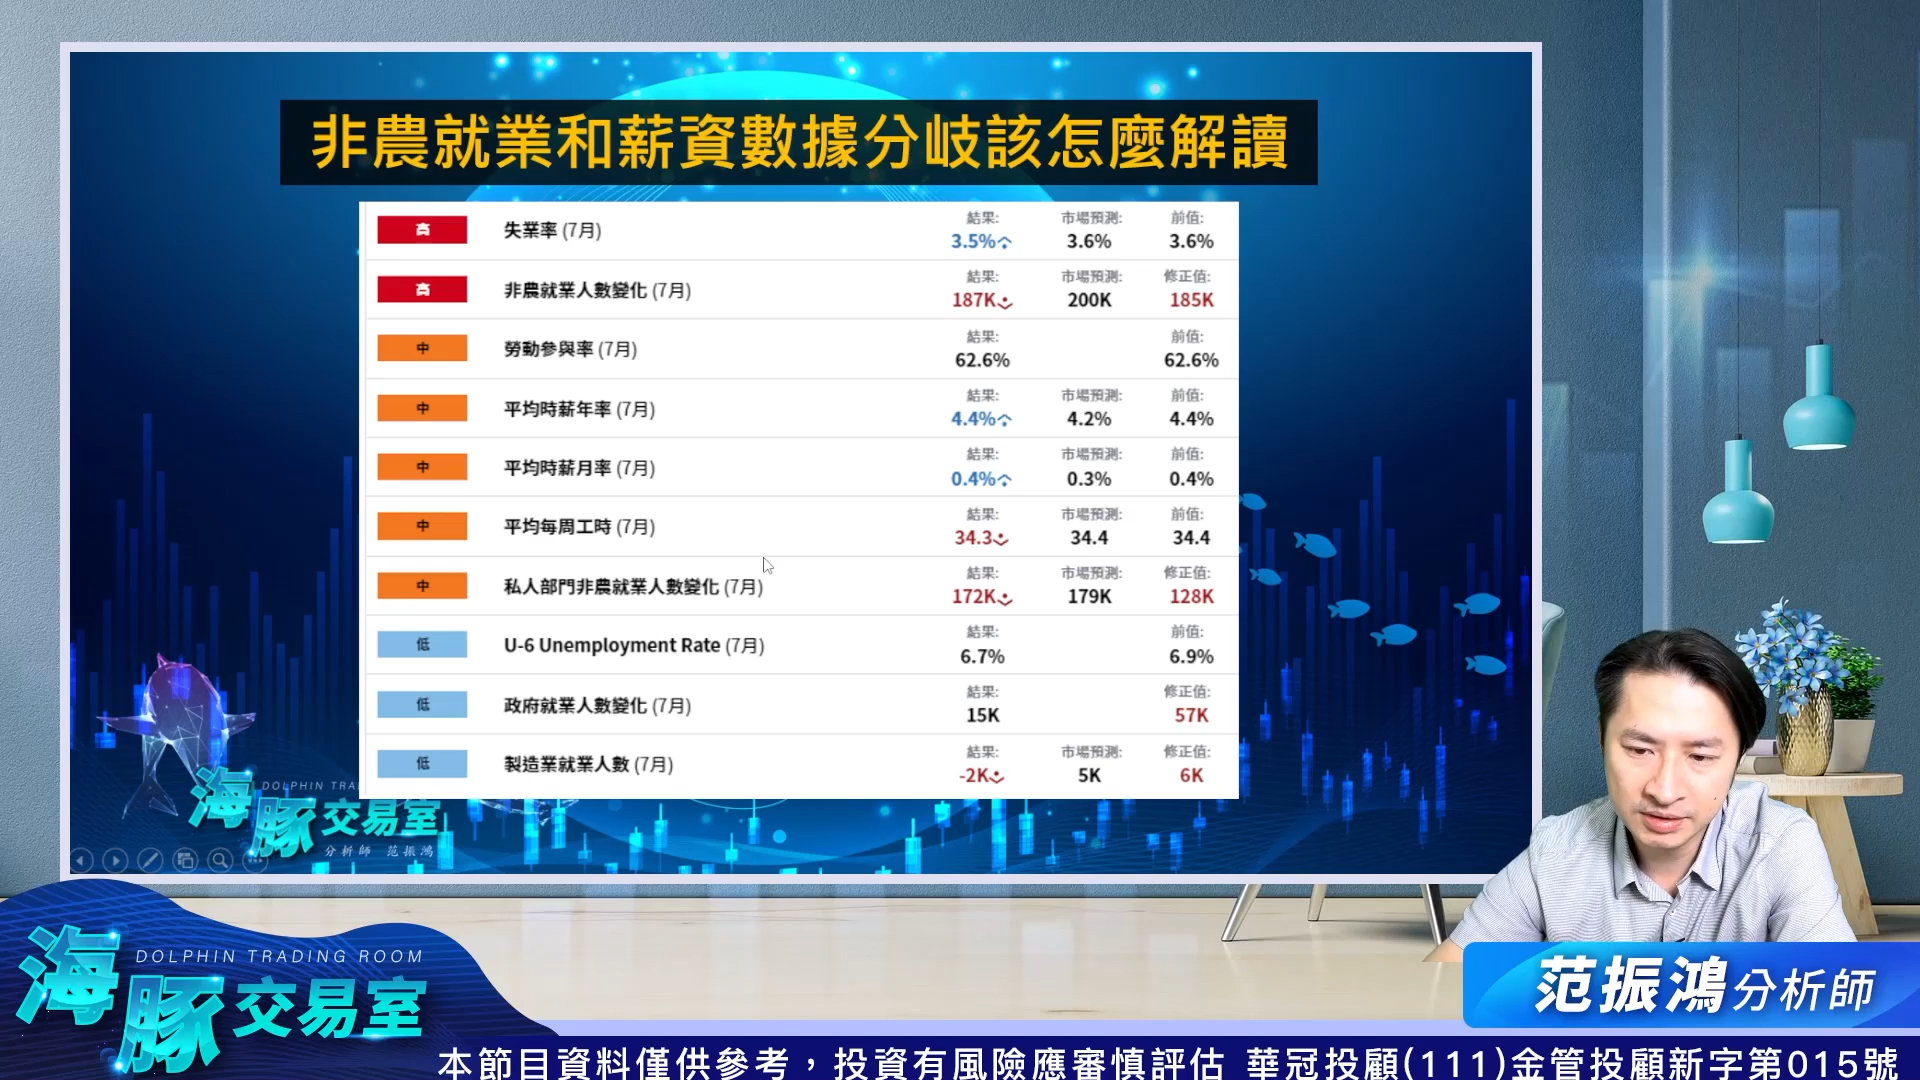 非農就業和薪資數據分歧該怎麼解讀
高 失業率 (7月) 結果: 3.5% 市場預測: 3.6% 前值: 3.6%
高 非農就業人數變化 (7月) 結果: 187K 市場預測: 200K 修正值: 185K
中 勞動參與率 (7月) 結果: 62.6% 前值: 62.6%
中 平均時薪年率 (7月) 結果: 4.4% 市場預測: 4.2% 前值: 4.4%
中 平均時薪月率 (7月) 結果: 0.4% 市場預測: 0.3% 前值: 0.4%
中 平均每周工時 (7月) 結果: 34.3 市場預測: 34.4 前值: 34.4
中 私人部門非農就業人數變化 (7月) 結果: 172K 市場預測: 179K 修正值: 128K
低 U-6 Unemployment Rate (7月) 結果: 6.7% 前值: 6.9%
低 政府就業人數變化 (7月) 結果: 15K 修正值: 57K
低 製造業就業人數 (7月) 結果: -2K 市場預測: 5K 修正值: 6K
DOLPHIN TRA
海豚交易室
分析師 范振鴻
DOLPHIN TRADING ROOM
海豚交易室
范振鴻分析師
本節目資料僅供參考，投資有風險應審慎評估 華冠投顧(111)金管投顧新字第015號